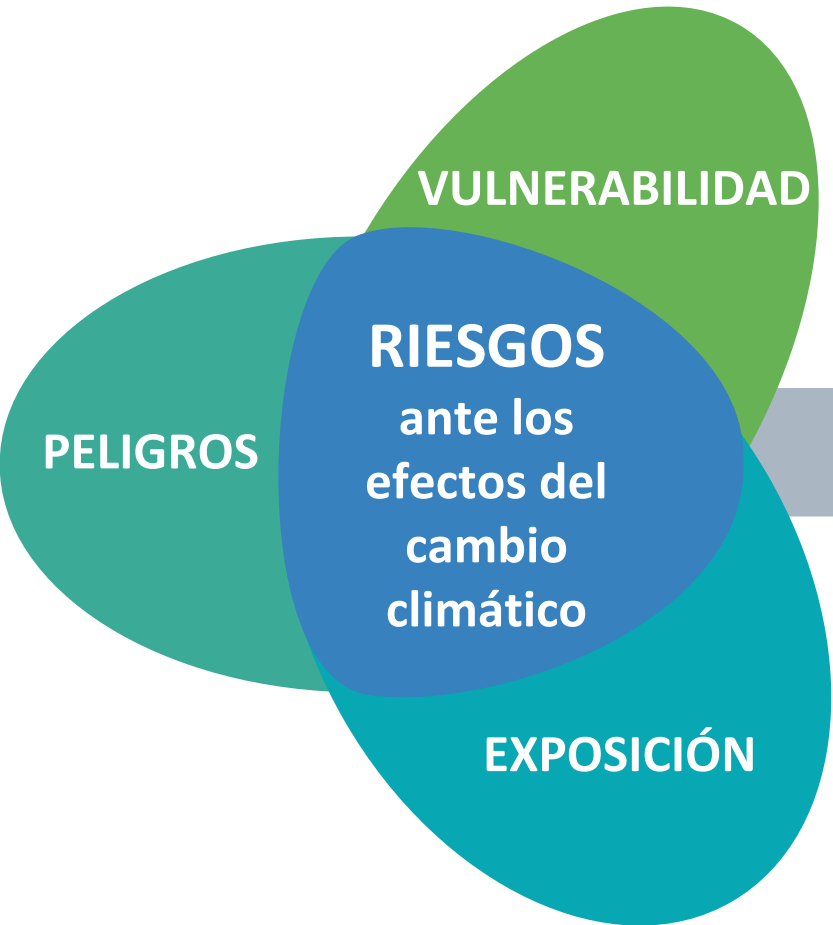 VULNERABILIDAD
RIESGOS
ante los
efectos del
cambio
climático
PELIGROS
EXPOSICIÓN